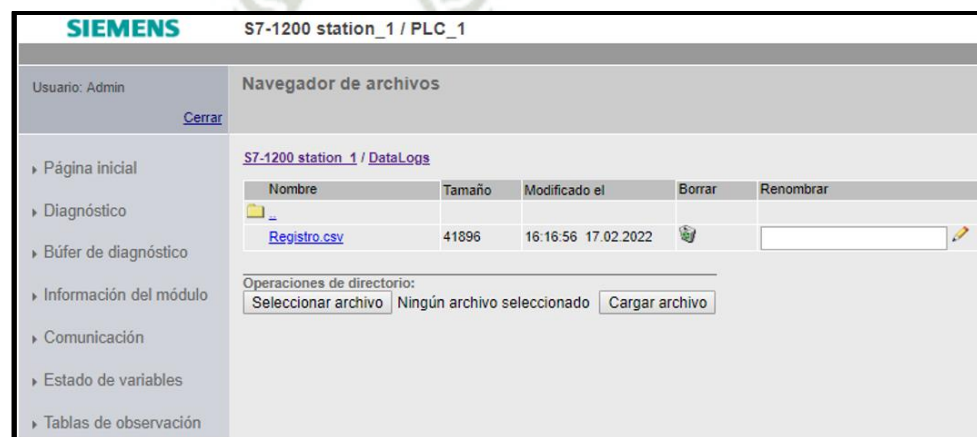 SIEMENS
S7-1200 station_1 / PLC_1
Usuario: Admin
Cerrar
Navegador de archivos
Página inicial
Diagnóstico
Búfer de diagnóstico
Información del módulo
Comunicación
Estado de variables
Tablas de observación
S7-1200 station_1 / DataLogs
Nombre Tamaño Modificado el Borrar Renombrar
..
Registro.csv 41896 16:16:56 17.02.2022
Operaciones de directorio:
Seleccionar archivo Ningún archivo seleccionado Cargar archivo